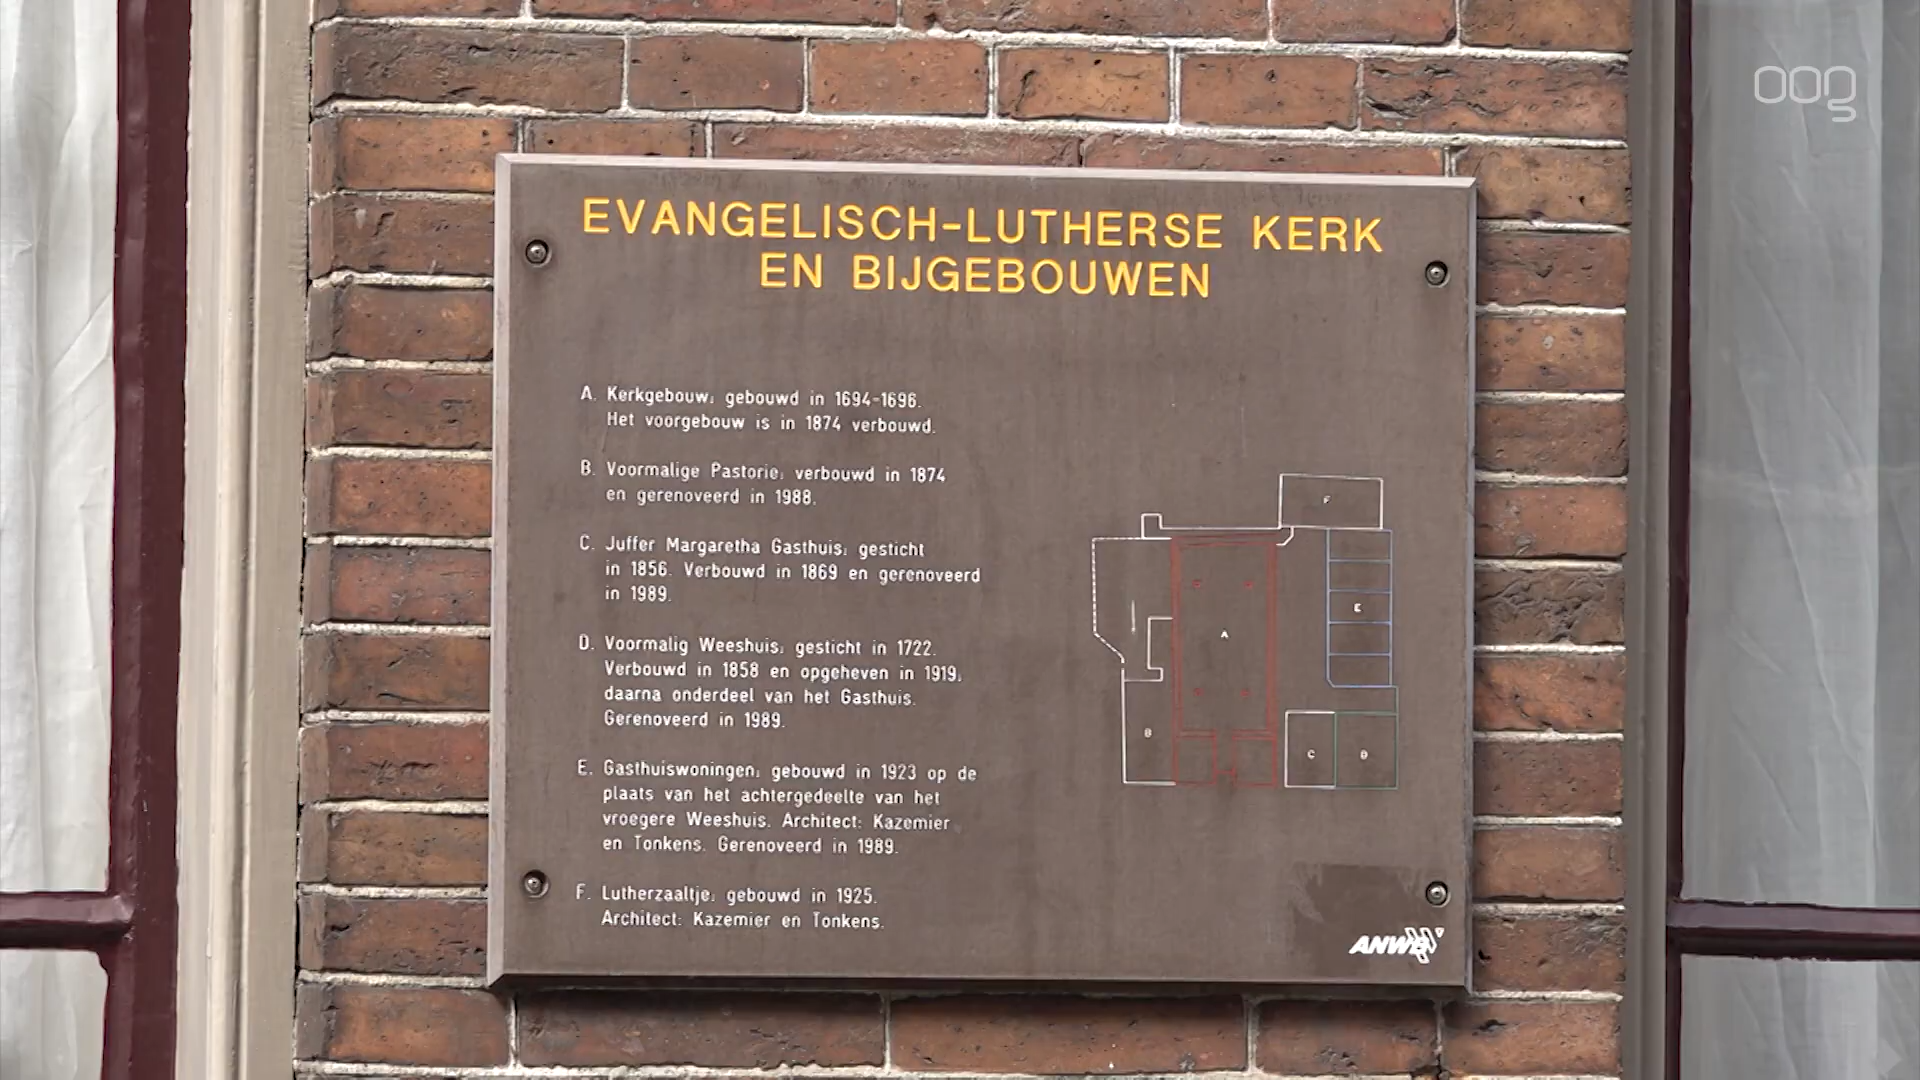 oog
EVANGELISCH-LUTHERSE KERK
EN BIJGEBOUWEN
A. Kerkgebouw, gebouwd in 1694-1696.
Het voorgebouw is in 1874 verbouwd.
B. Voormalige Pastorie, verbouwd in 1874
en gerenoveerd in 1988.
C. Juffer Margaretha Gasthuis, gesticht
in 1856. Verbouwd in 1869 en gerenoveerd
in 1989.
D. Voormalig Weeshuis, gesticht in 1722.
Verbouwd in 1858 en opgeheven in 1919,
daarna onderdeel van het Gasthuis.
Gerenoveerd in 1989.
E. Gasthuiswoningen, gebouwd in 1923 op de
plaats van het achtergedeelte van het
vroegere Weeshuis. Architect: Kazemier
en Tonkens. Gerenoveerd in 1989.
F. Lutherzaaltje, gebouwd in 1925.
Architect: Kazemier en Tonkens.
F
E
A
B
C
D
ANWB